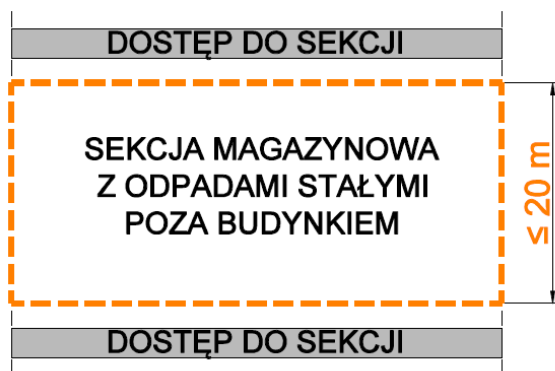 DOSTĘP DO SEKCJI
SEKCJA MAGAZYNOWA
Z ODPADAMI STAŁYMI
POZA BUDYNKIEM
≤ 20 m
DOSTĘP DO SEKCJI